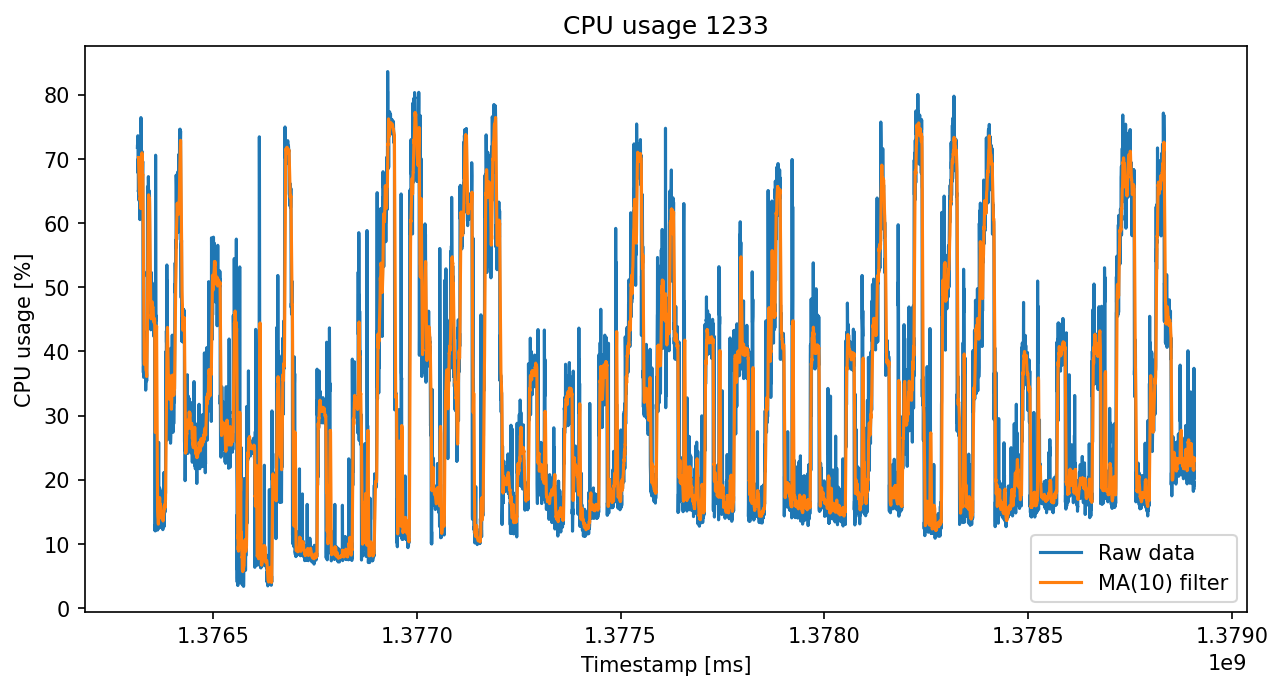 CPU usage 1233
CPU usage [%]
80
70
60
50
40
30
20
10
0
Raw data
MA(10) filter
1.3765 1.3770 1.3775 1.3780 1.3785 1.3790
1e9
Timestamp [ms]